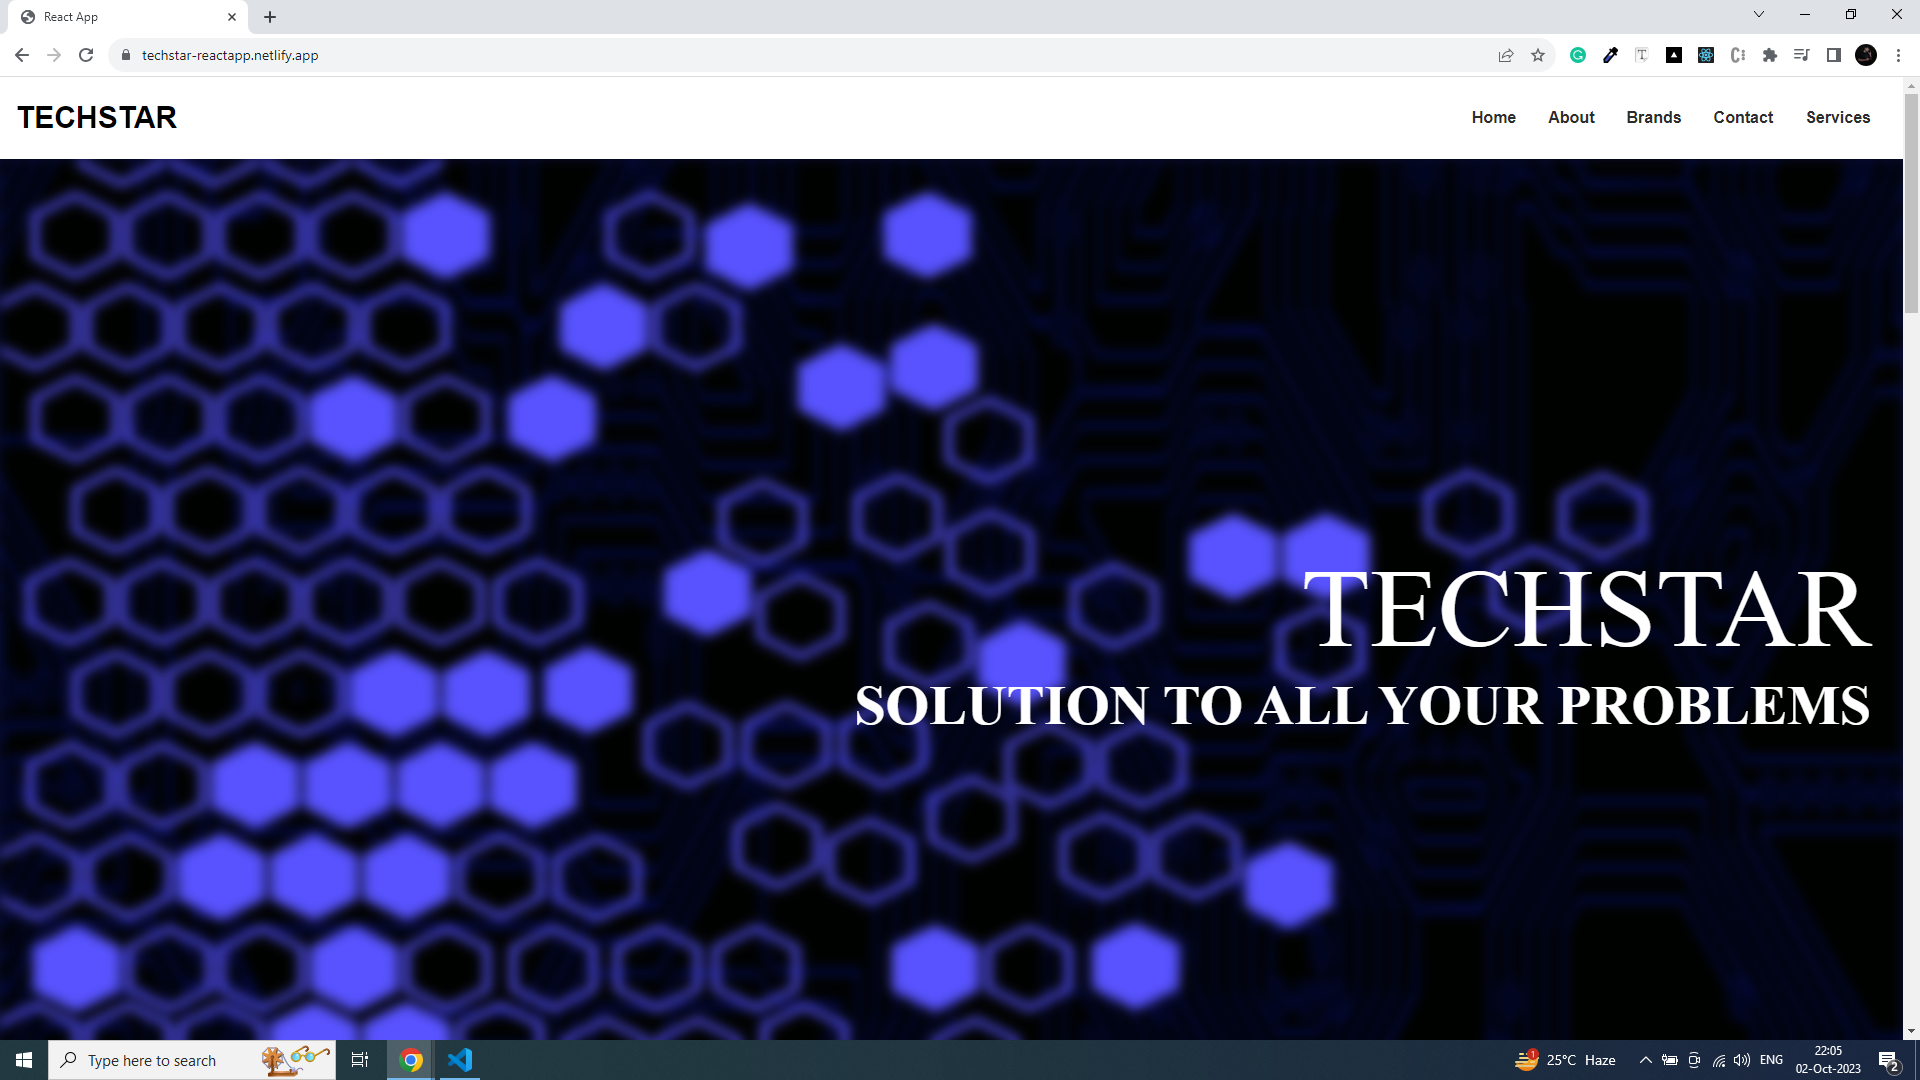 React App
techstar-reactapp.netlify.app
TECHSTAR
Home About Brands Contact Services
TECHSTAR
SOLUTION TO ALL YOUR PROBLEMS
Type here to search
1
25°C Haze
ENG
22:05
02-Oct-2023
2